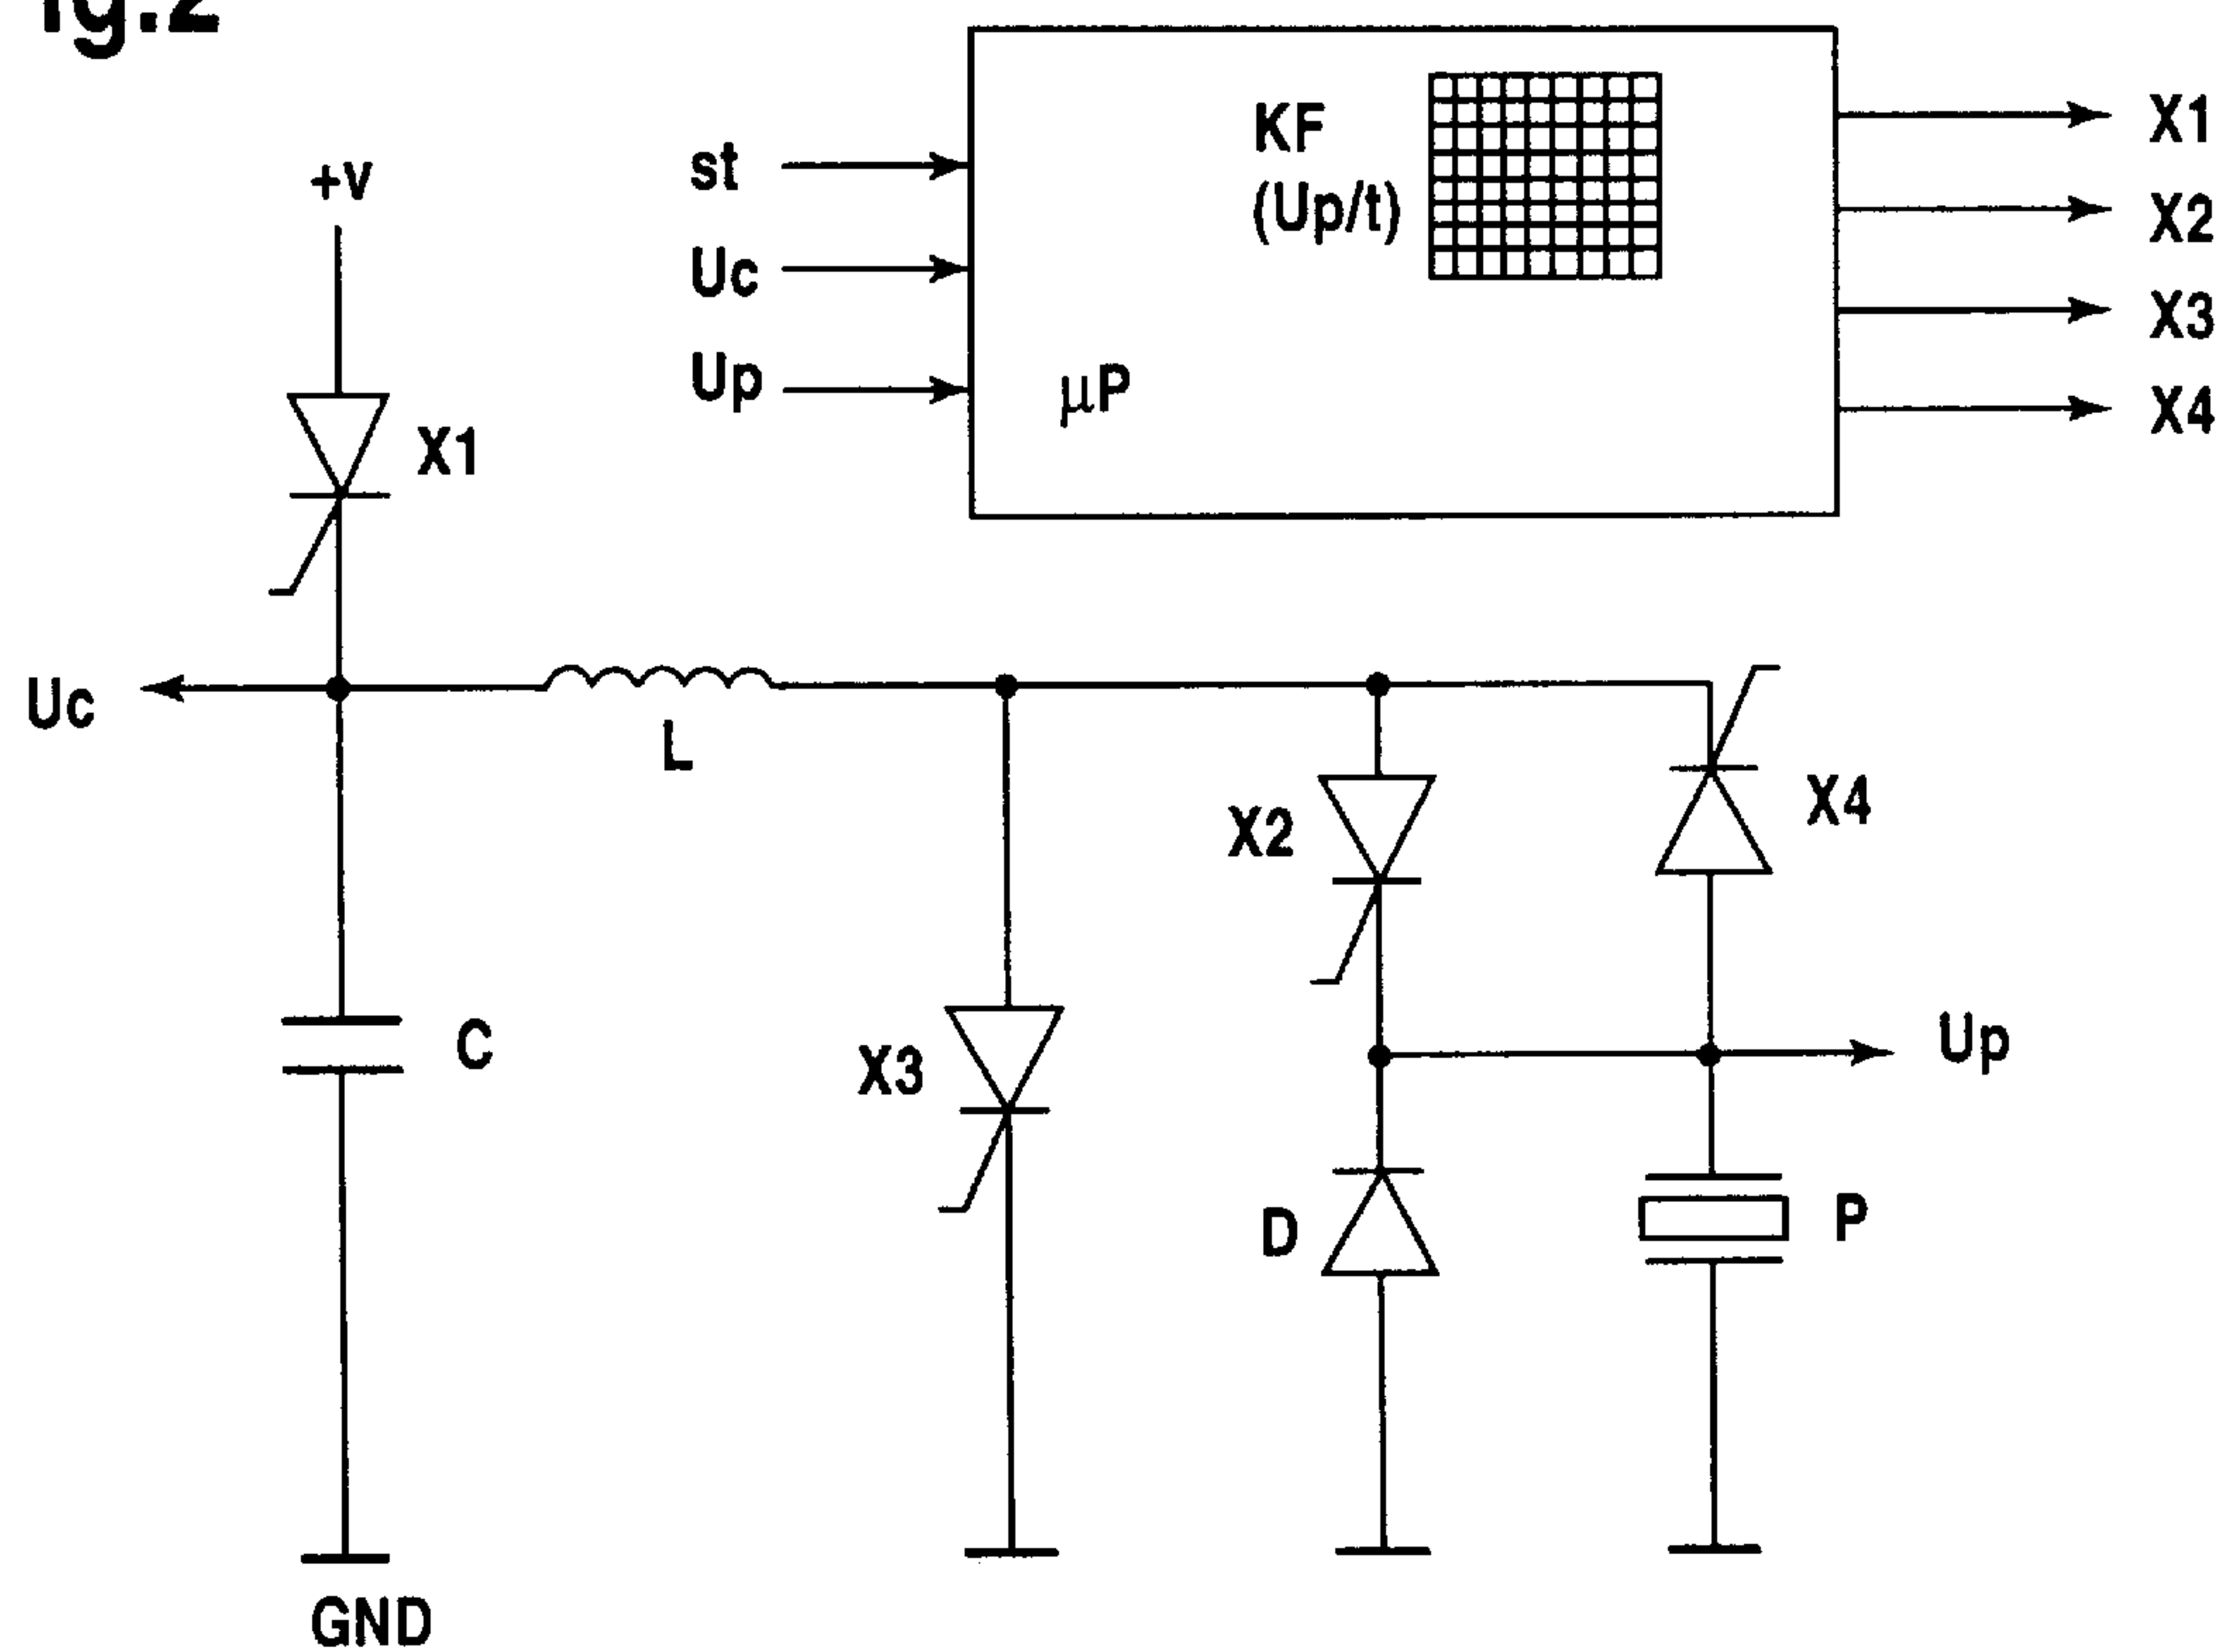 ig.2
KF
(Up/t)
st
Uc
Up
μP
X1
X2
X3
X4
+v
X1
Uc
L
X2
X4
C
X3
Up
D
P
GND